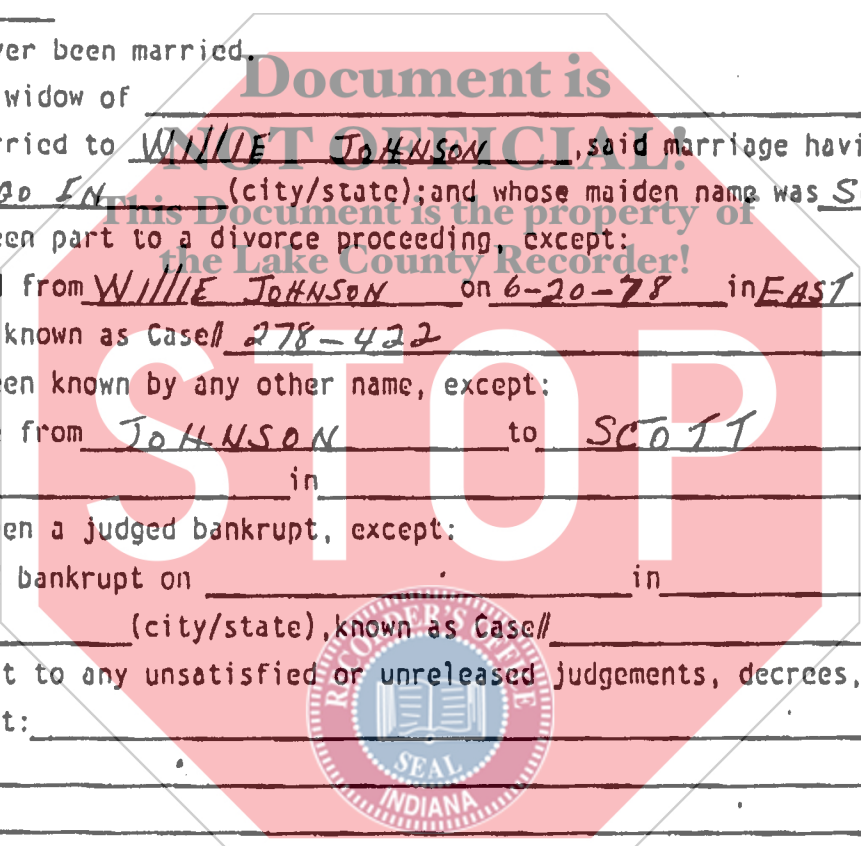 ver been married.
Document is
widow of
NOT OFFICIAL!
rried to WILLIE JOHNSON ,said marriage havi
GO IN (city/state);and whose maiden name was S
This Document is the property of
een part to a divorce proceeding, except:
the Lake County Recorder!
from WILLIE JOHNSON on 6-20-78 in EAST
known as Case# 278-422
een known by any other name, except:
from JOHNSON to SCOTT
in
STOP
en a judged bankrupt, except:
bankrupt on in
(city/state),known as Case#
t to any unsatisfied or unreleased judgements, decrees,
t:
RECORDER'S OFFICE
SEAL
INDIANA